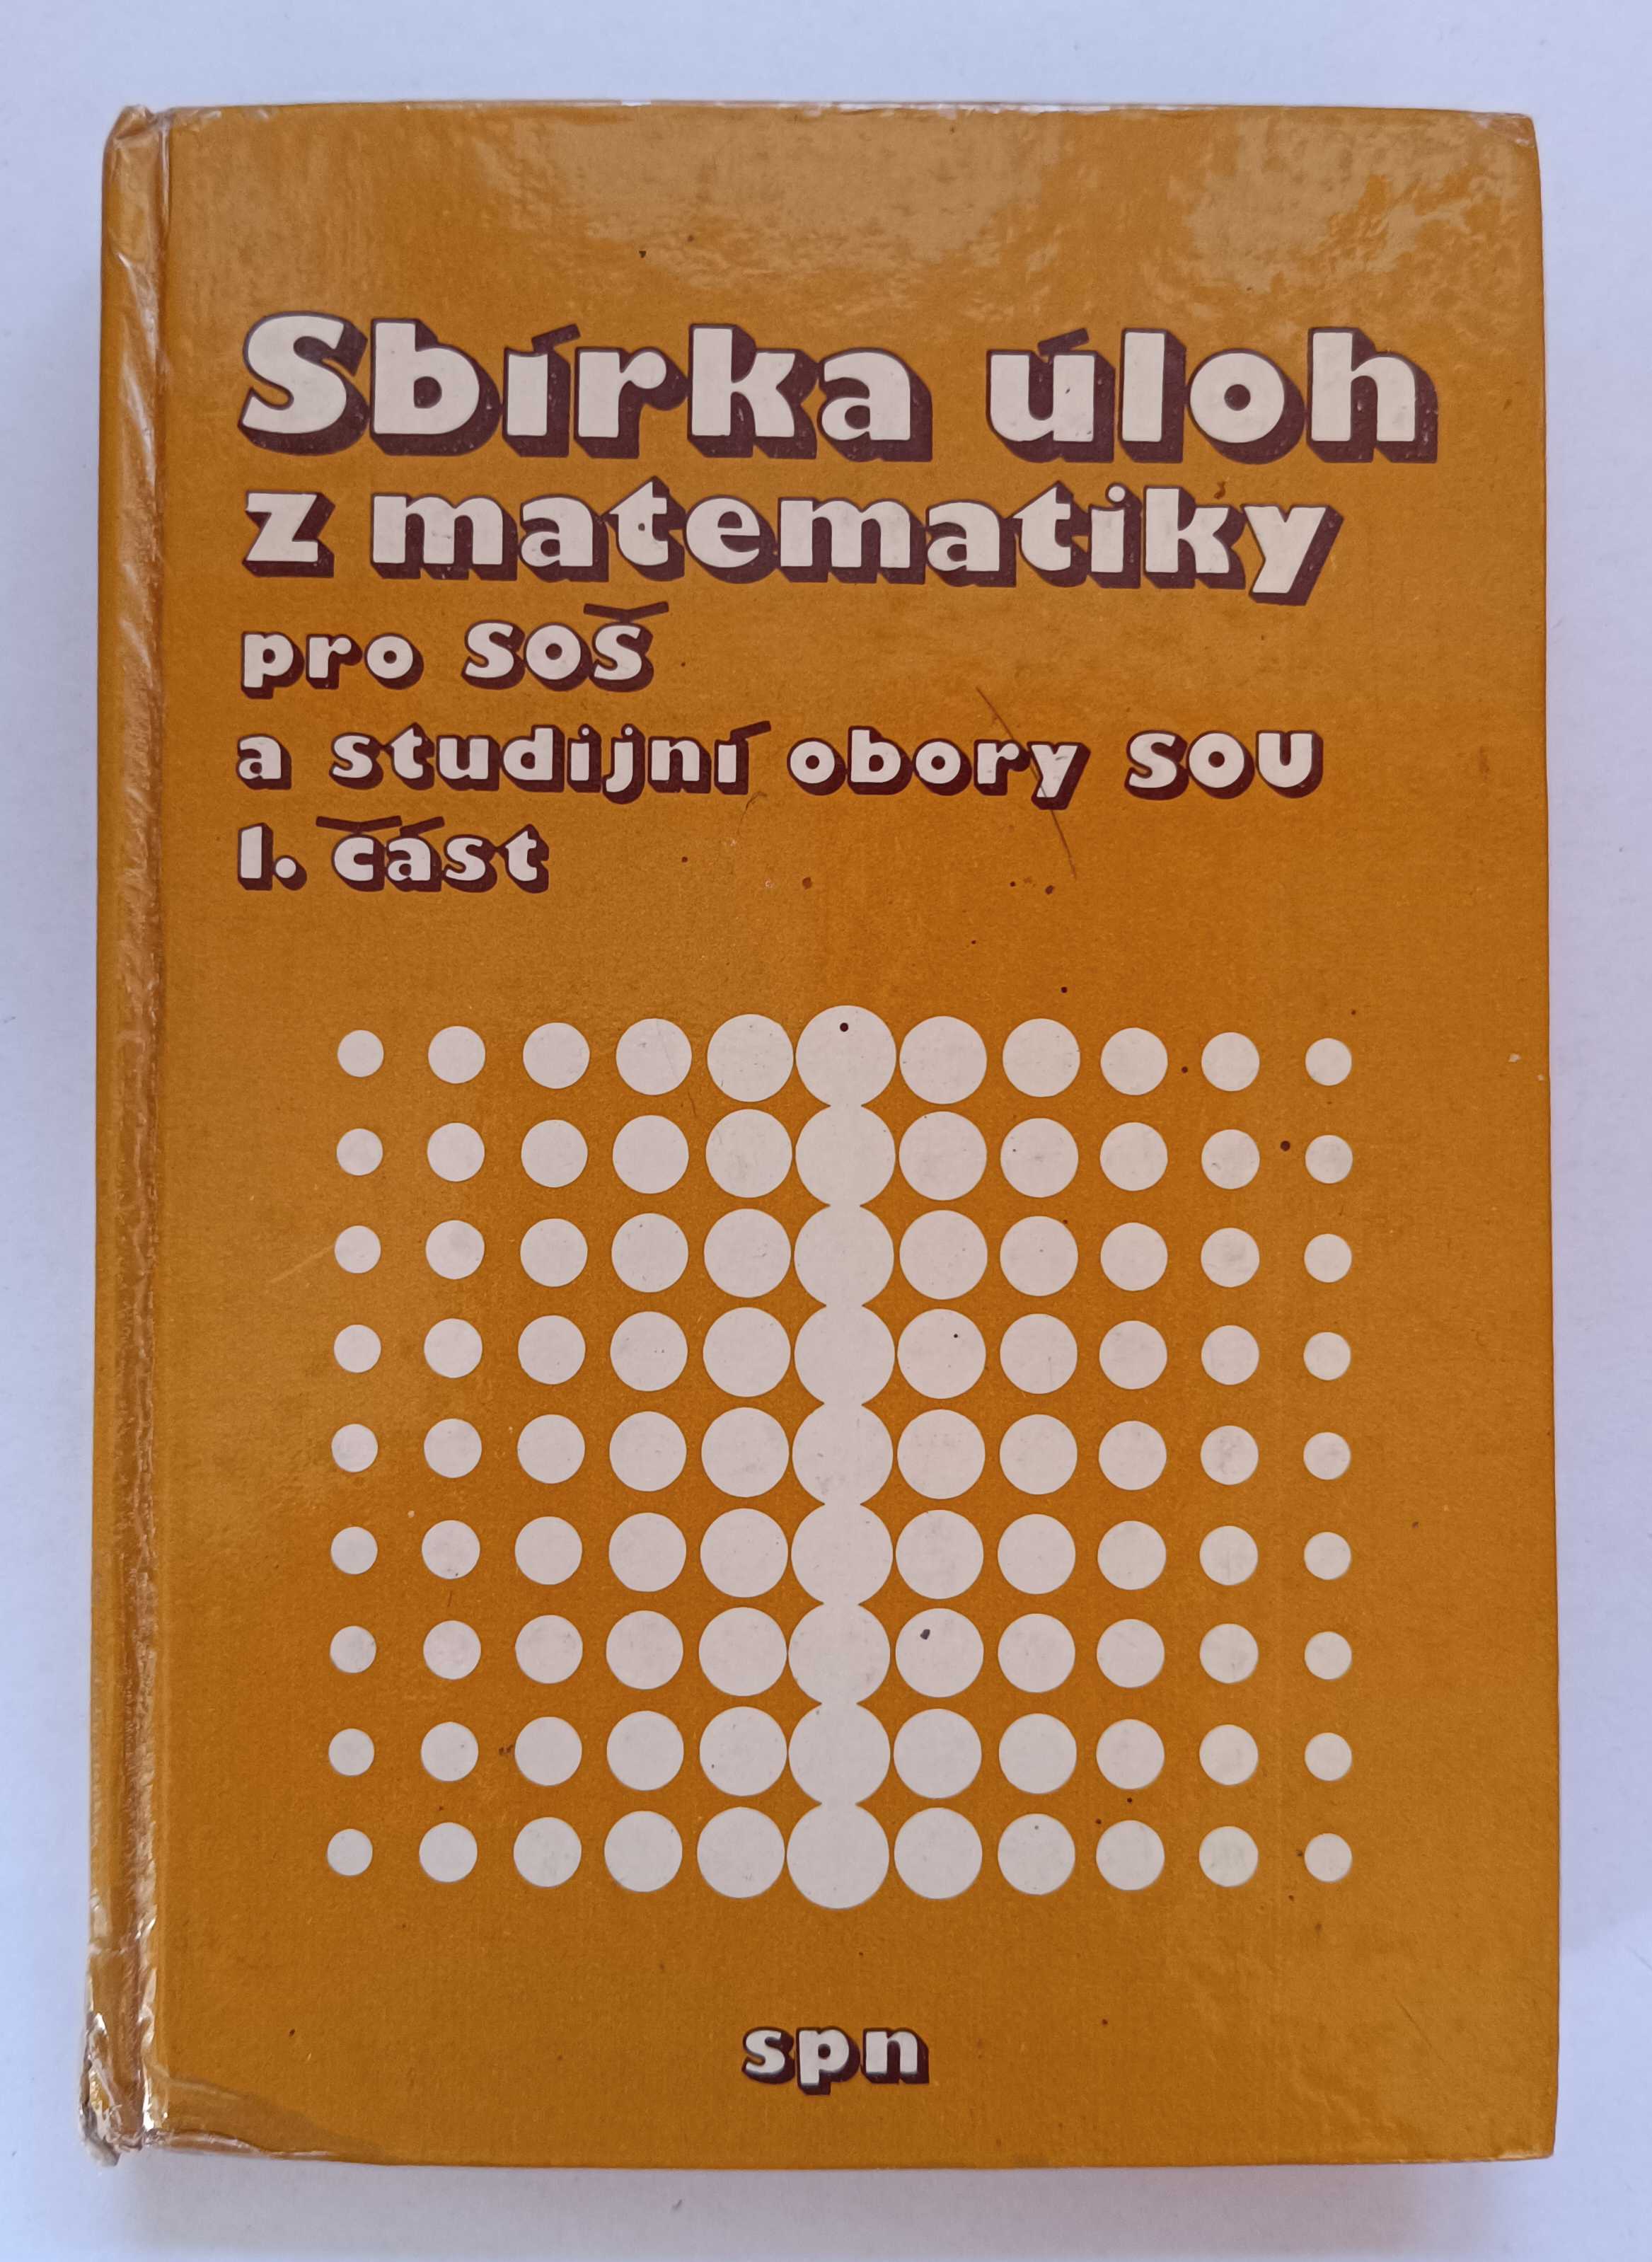 Sbírka úloh
z matematiky
pro SOŠ
a studijní obory SOU
I. část
spn